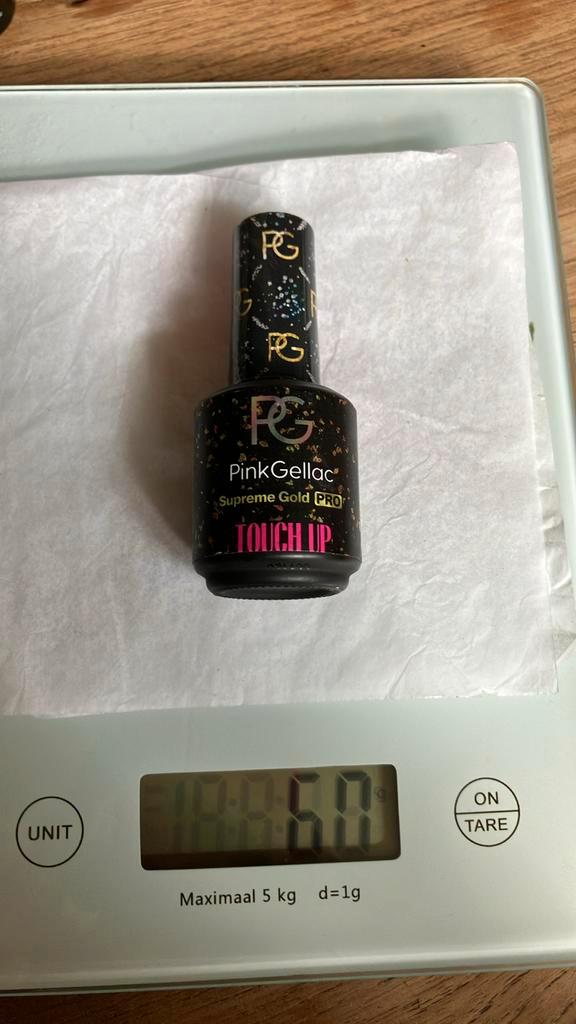 PG
PG
PG
PinkGellac
Supreme Gold PRO
TOUCH UP
UNIT
ON
TARE
Maximaal 5 kg d=1g